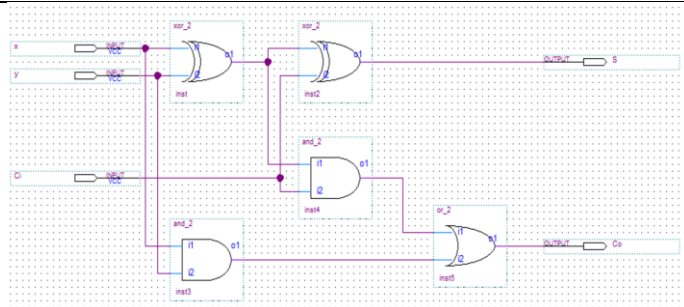 xor_2
xor_2
x
INPUT
VCC
i1
o1
i1
o1
OUTPUT
S
y
INPUT
VCC
i2
i2
inst
inst2
and_2
i1
o1
Ci
INPUT
VCC
i2
inst4
or_2
and_2
i1
o1
i1
o1
OUTPUT
Co
i2
i2
inst3
inst5